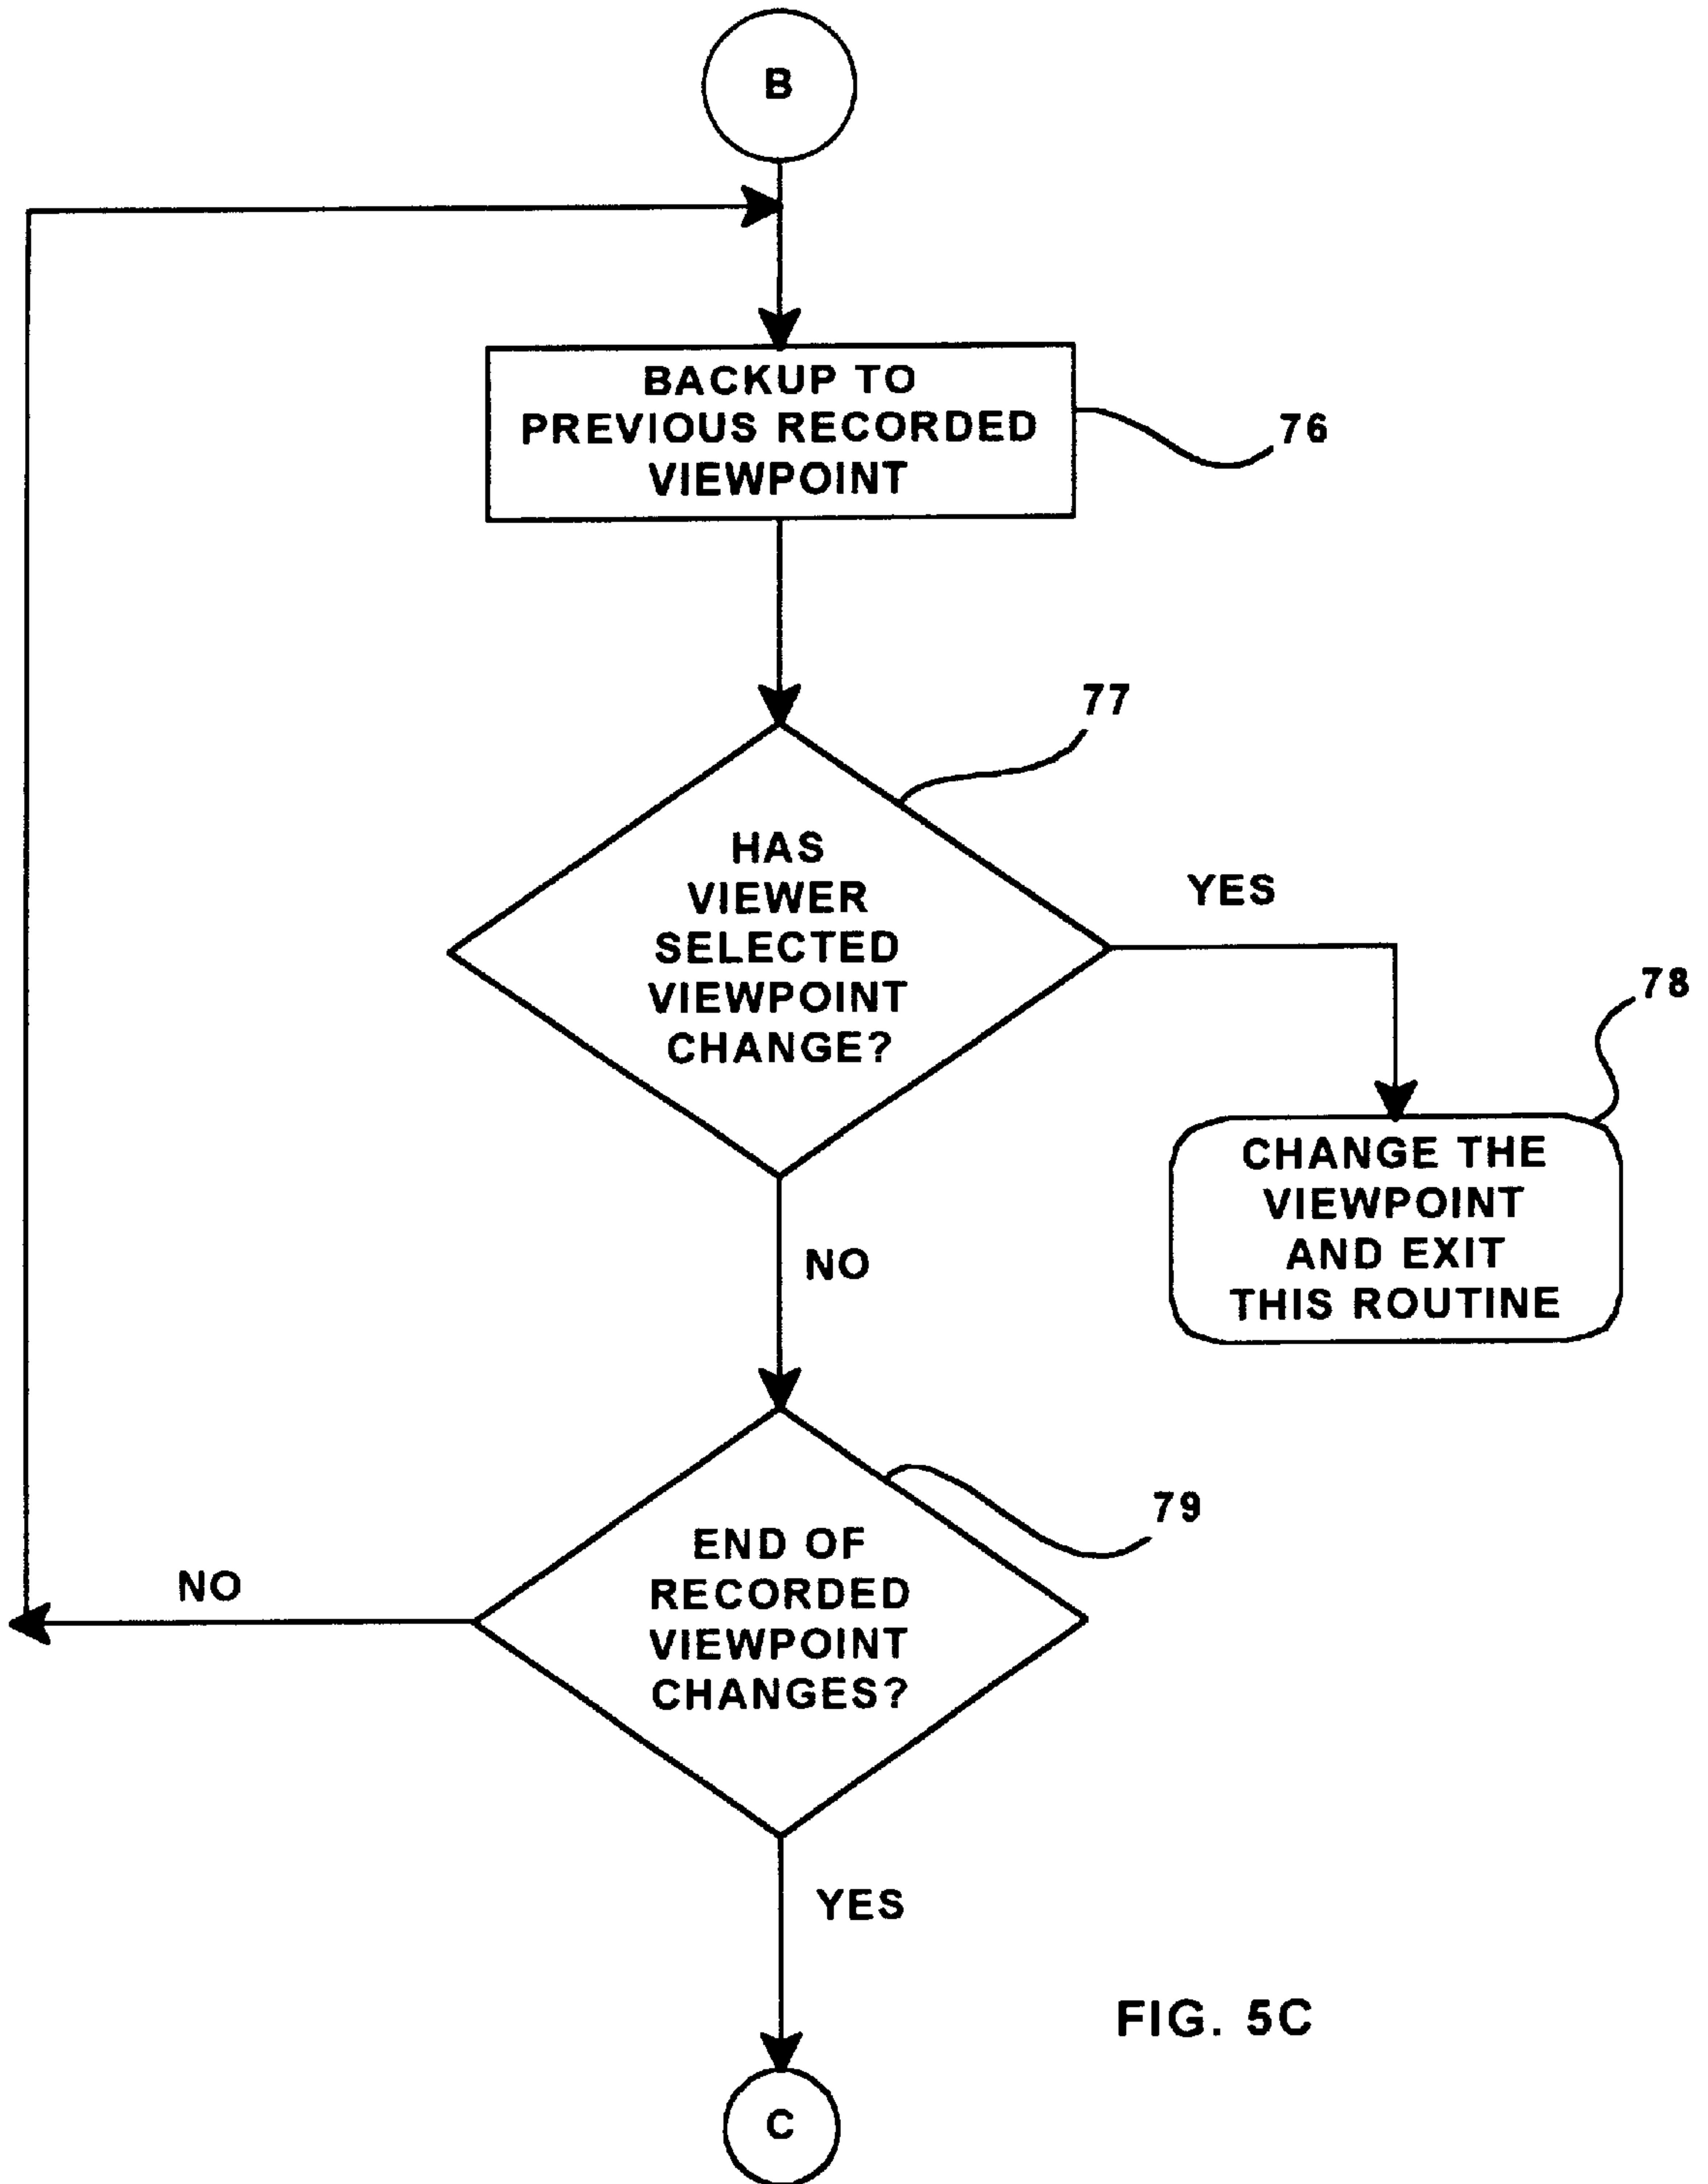 B
BACKUP TO
PREVIOUS RECORDED
VIEWPOINT
76
77
HAS
VIEWER
SELECTED
VIEWPOINT
CHANGE?
YES
78
CHANGE THE
VIEWPOINT
AND EXIT
THIS ROUTINE
NO
79
END OF
RECORDED
VIEWPOINT
CHANGES?
NO
YES
FIG. 5C
C